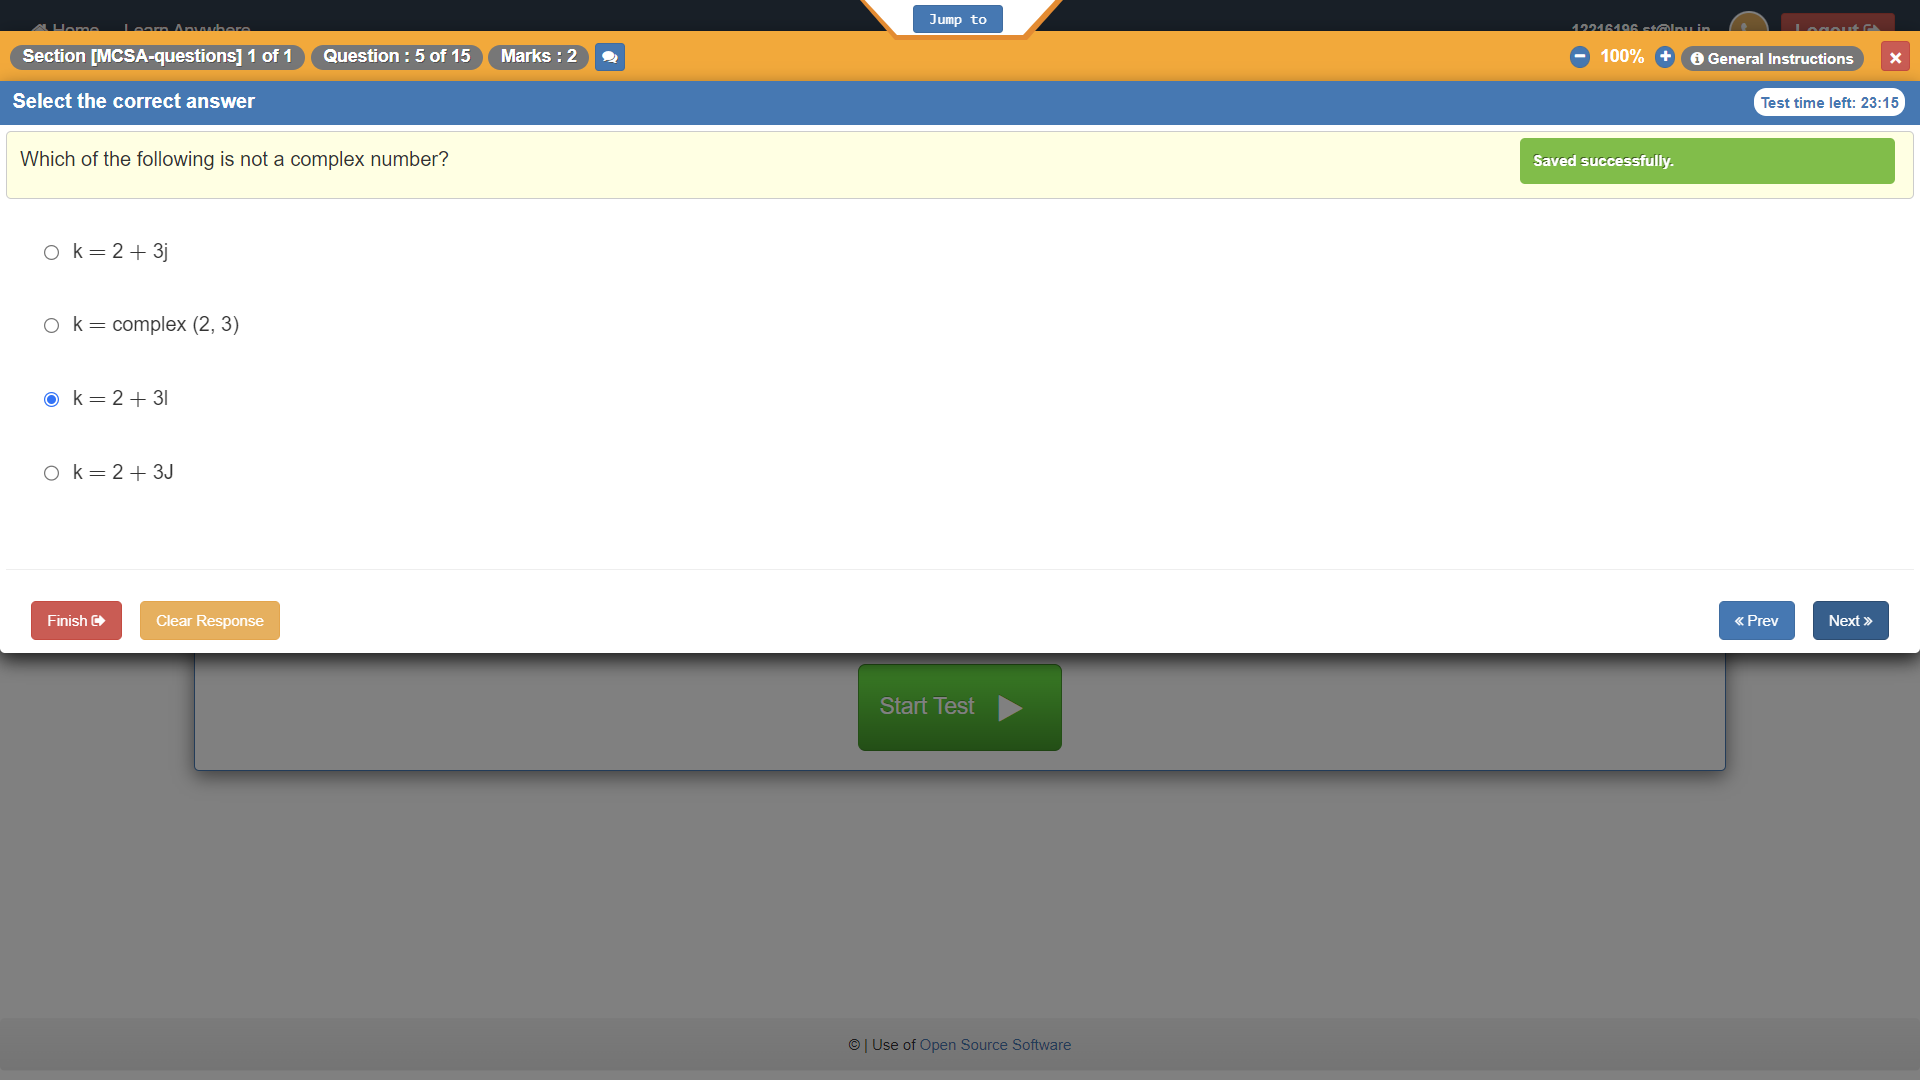 Jump to
Home Learn Anywhere
12216196.st@lpu.in
Logout
Section [MCSA-questions] 1 of 1 Question : 5 of 15 Marks : 2
100% General Instructions
Select the correct answer
Test time left: 23:15
Which of the following is not a complex number?
Saved successfully.
k = 2 + 3j
k = complex (2, 3)
k = 2 + 3l
k = 2 + 3J
Finish
Clear Response
« Prev
Next »
Start Test
© | Use of Open Source Software